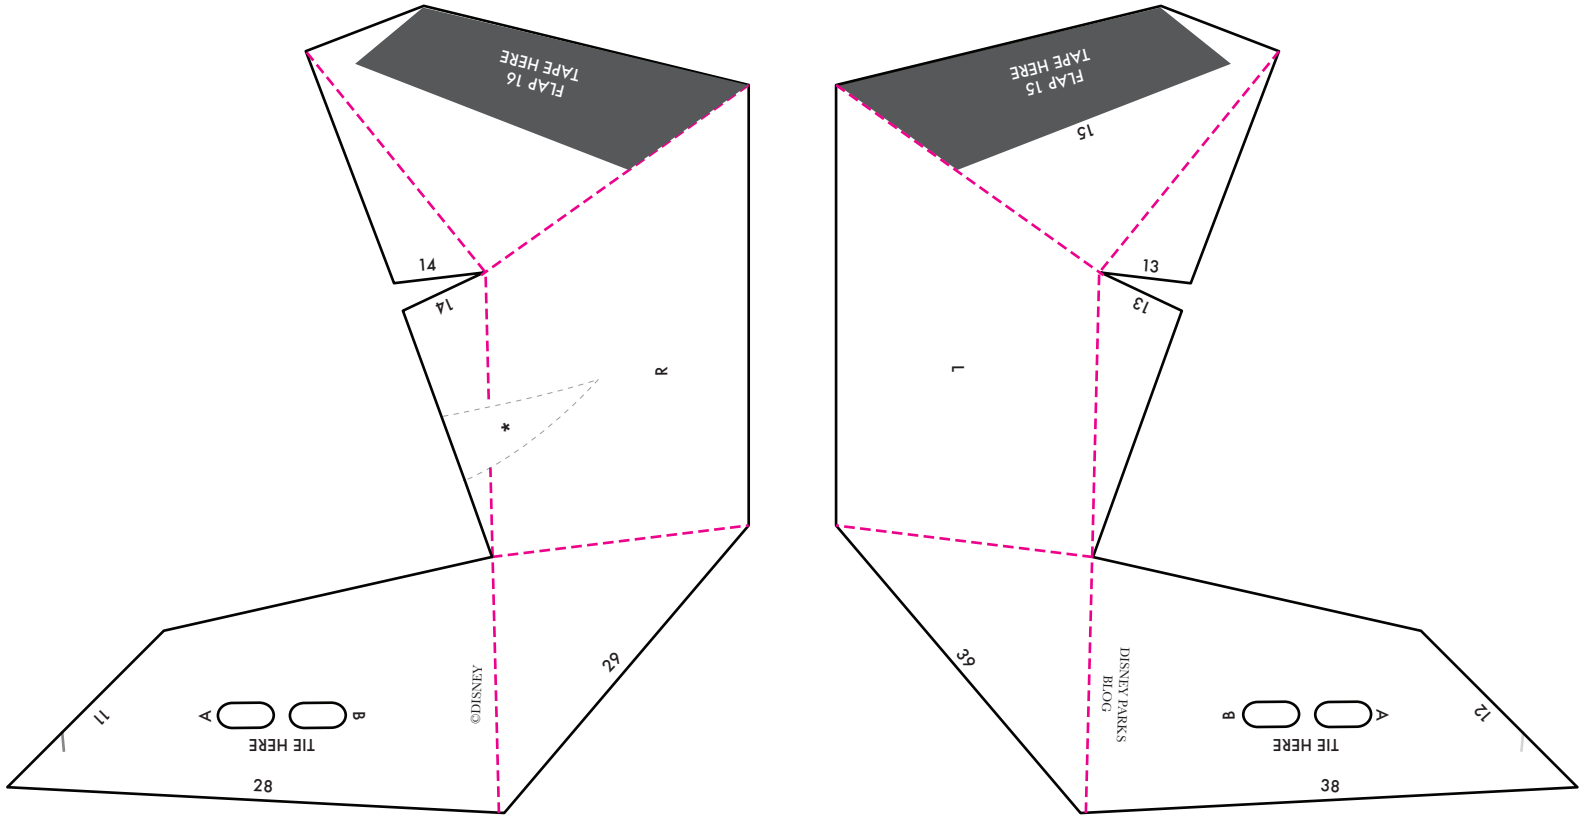 TAPE HERE
FLAP 16
14
14
R
*
29
11
A
B
TIE HERE
©DISNEY
28
TAPE HERE
FLAP 15
15
13
13
L
39
DISNEY PARKS
BLOG
B
A
TIE HERE
12
38